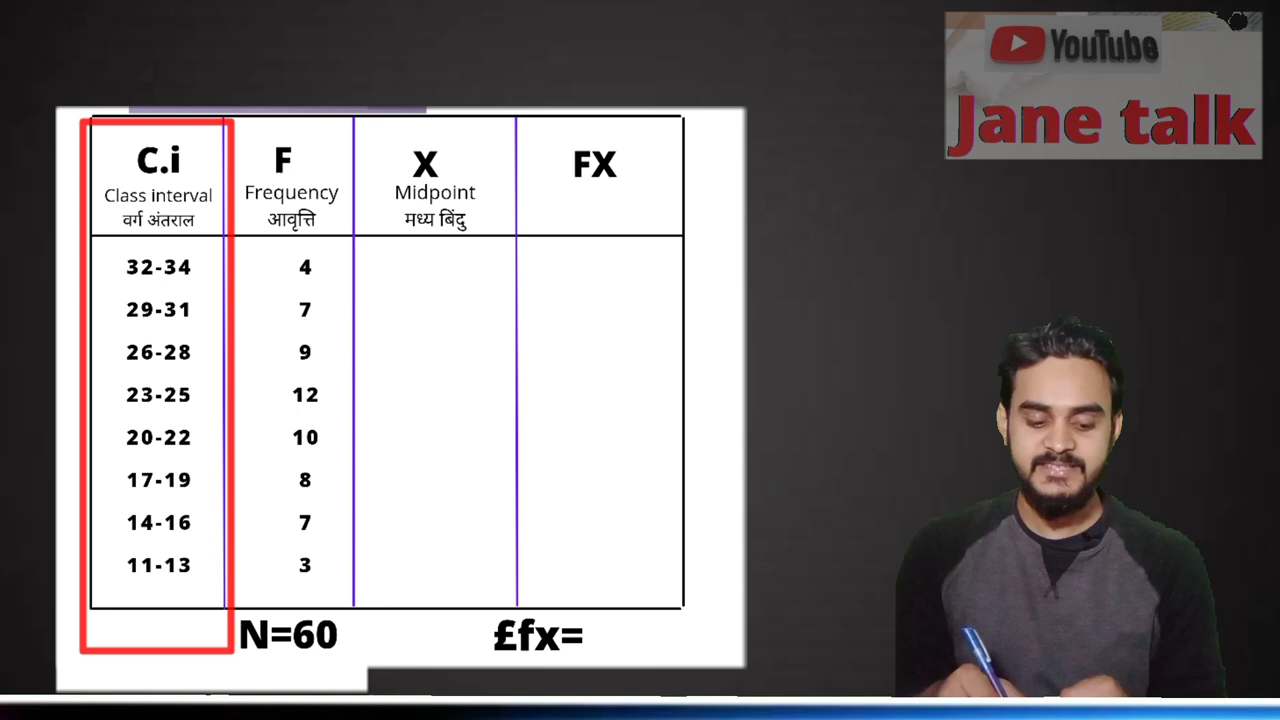 YouTube
Jane talk
C.i F X FX
Class interval Frequency Midpoint
वर्ग अंतराल आवृत्ति मध्य बिंदु
32-34 4
29-31 7
26-28 9
23-25 12
20-22 10
17-19 8
14-16 7
11-13 3
N=60 £fx=